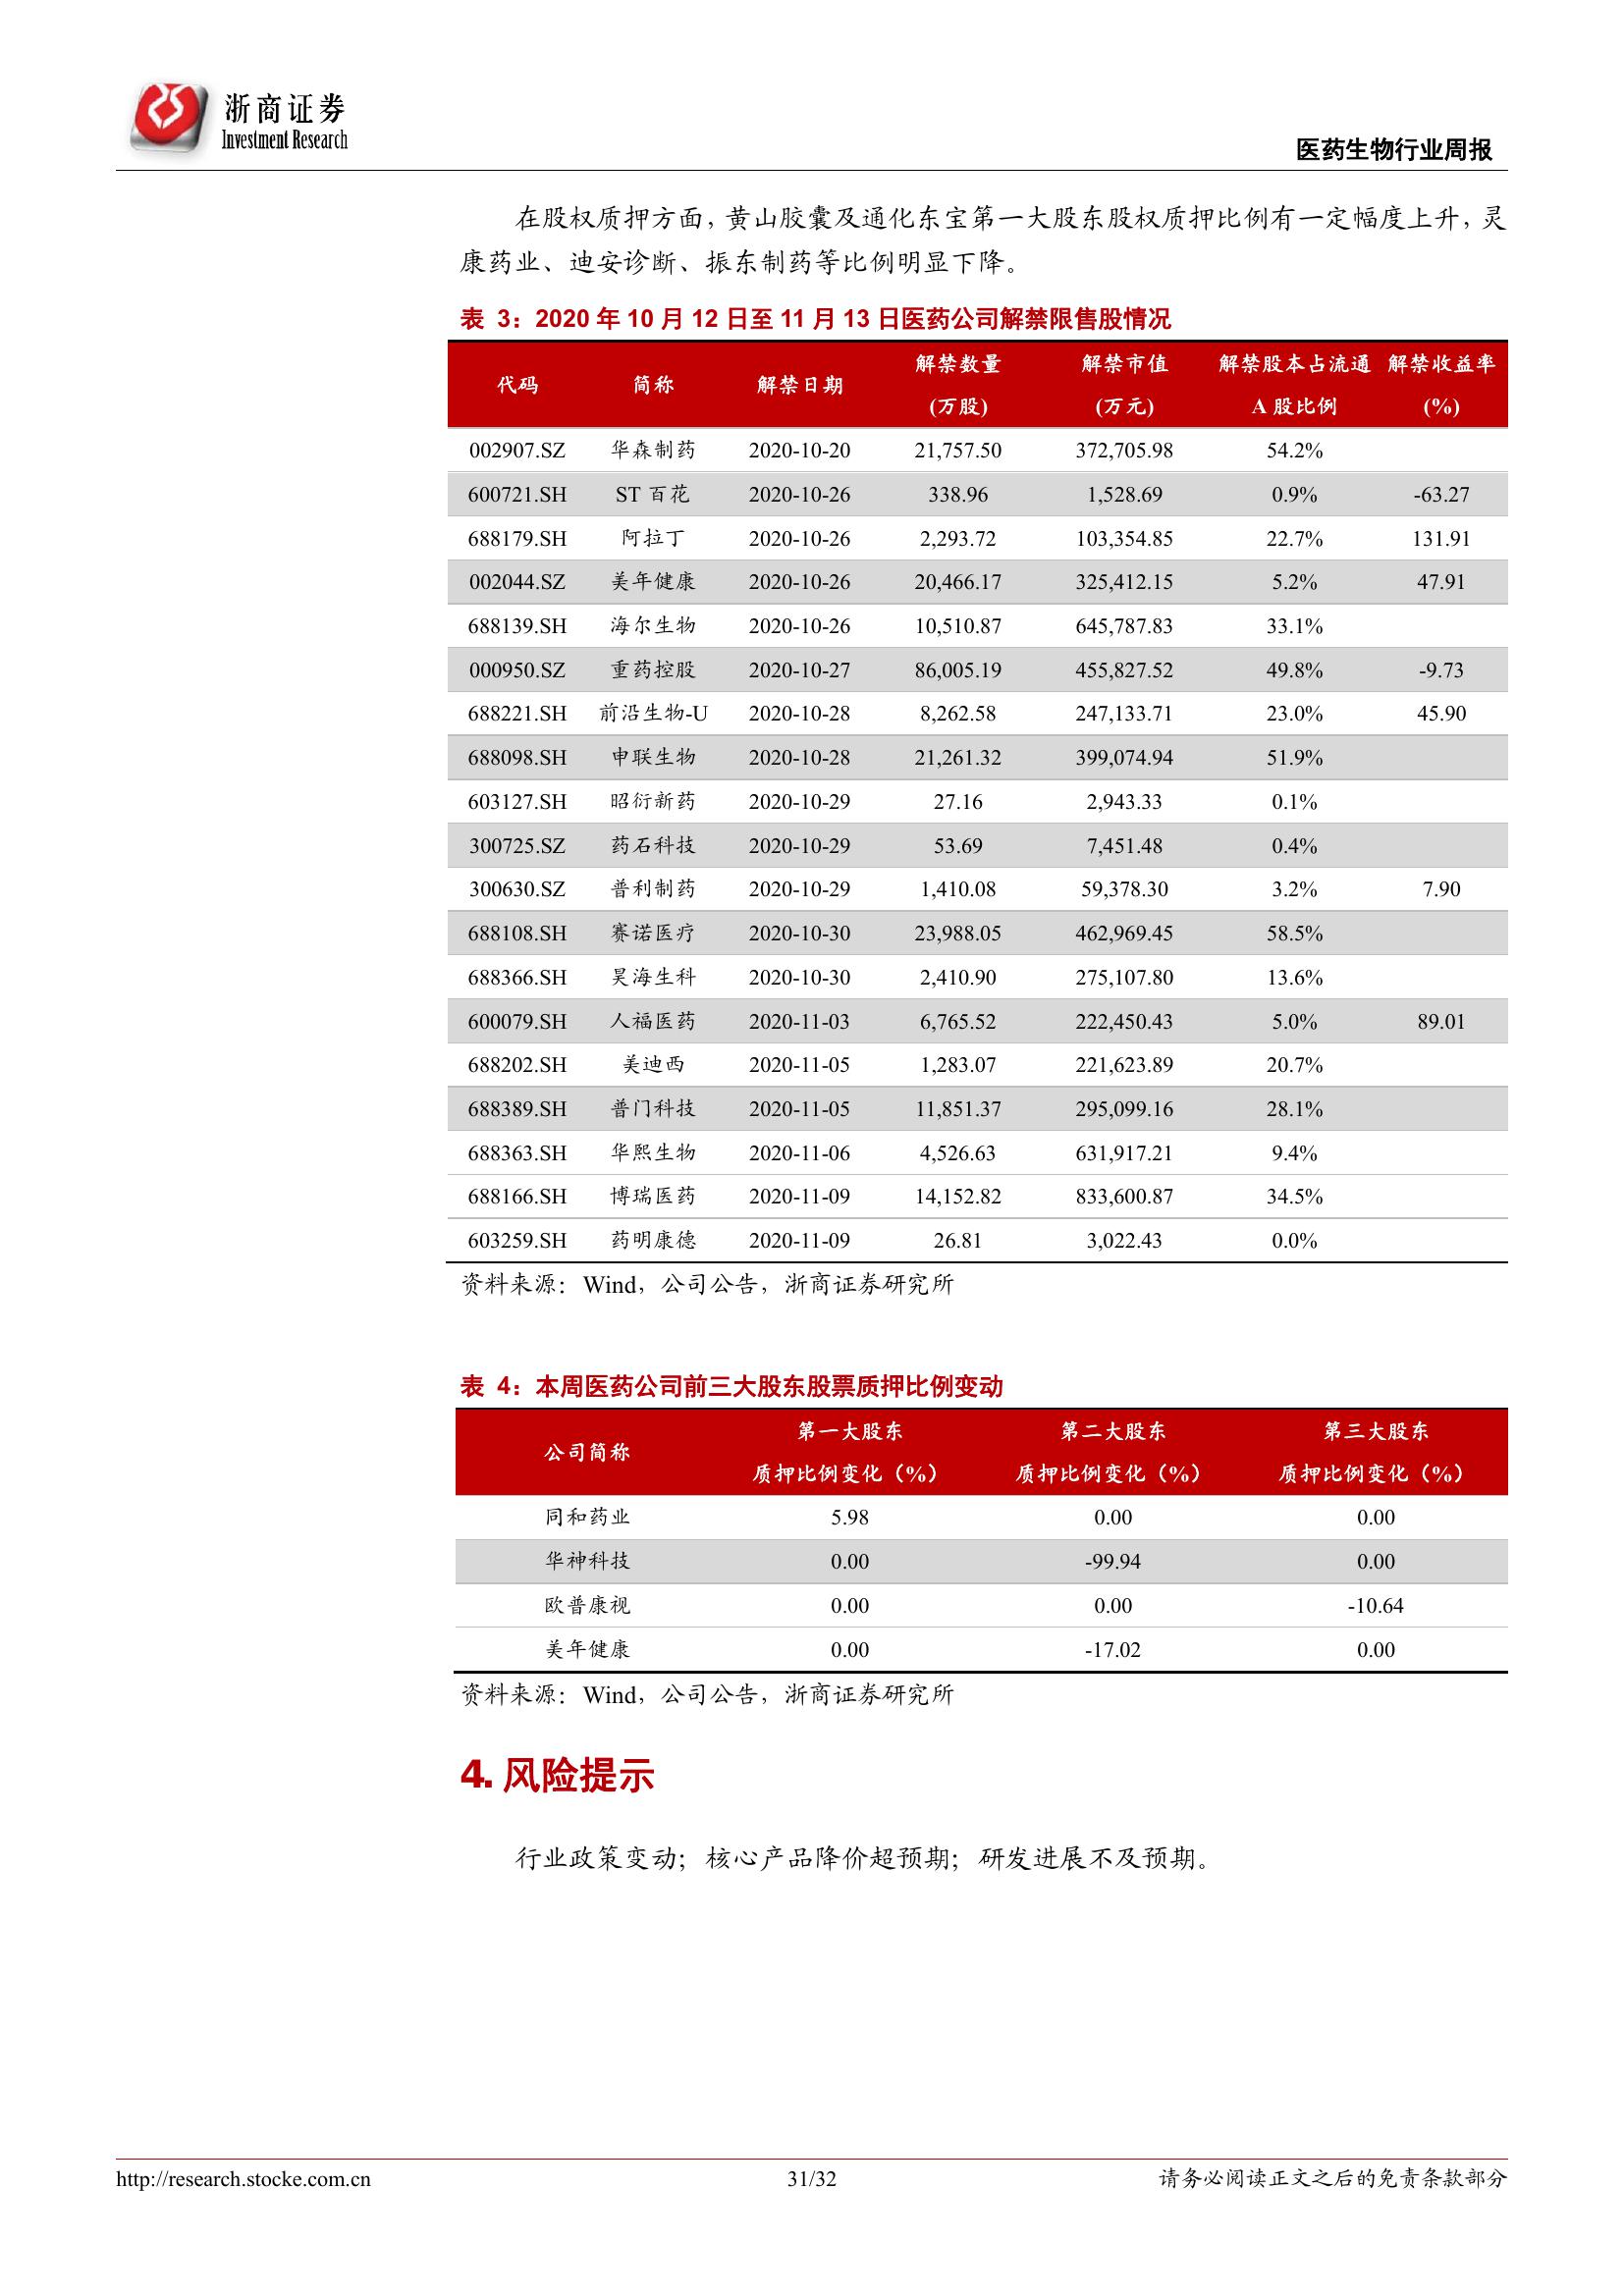 浙商证券
Investment Research
医药生物行业周报
在股权质押方面，黄山胶囊及通化东宝第一大股东股权质押比例有一定幅度上升，灵
康药业、迪安诊断、振东制药等比例明显下降。
表 3：2020 年 10 月 12 日至 11 月 13 日医药公司解禁限售股情况
代码 简称 解禁日期 解禁数量 (万股) 解禁市值 (万元) 解禁股本占流通 A 股比例 解禁收益率 (%)
002907.SZ 华森制药 2020-10-20 21,757.50 372,705.98 54.2%
600721.SH ST 百花 2020-10-26 338.96 1,528.69 0.9% -63.27
688179.SH 阿拉丁 2020-10-26 2,293.72 103,354.85 22.7% 131.91
002044.SZ 美年健康 2020-10-26 20,466.17 325,412.15 5.2% 47.91
688139.SH 海尔生物 2020-10-26 10,510.87 645,787.83 33.1%
000950.SZ 重药控股 2020-10-27 86,005.19 455,827.52 49.8% -9.73
688221.SH 前沿生物-U 2020-10-28 8,262.58 247,133.71 23.0% 45.90
688098.SH 申联生物 2020-10-28 21,261.32 399,074.94 51.9%
603127.SH 昭衍新药 2020-10-29 27.16 2,943.33 0.1%
300725.SZ 药石科技 2020-10-29 53.69 7,451.48 0.4%
300630.SZ 普利制药 2020-10-29 1,410.08 59,378.30 3.2% 7.90
688108.SH 赛诺医疗 2020-10-30 23,988.05 462,969.45 58.5%
688366.SH 昊海生科 2020-10-30 2,410.90 275,107.80 13.6%
600079.SH 人福医药 2020-11-03 6,765.52 222,450.43 5.0% 89.01
688202.SH 美迪西 2020-11-05 1,283.07 221,623.89 20.7%
688389.SH 普门科技 2020-11-05 11,851.37 295,099.16 28.1%
688363.SH 华熙生物 2020-11-06 4,526.63 631,917.21 9.4%
688166.SH 博瑞医药 2020-11-09 14,152.82 833,600.87 34.5%
603259.SH 药明康德 2020-11-09 26.81 3,022.43 0.0%
资料来源：Wind，公司公告，浙商证券研究所
表 4：本周医药公司前三大股东股票质押比例变动
公司简称 第一大股东 质押比例变化（%） 第二大股东 质押比例变化（%） 第三大股东 质押比例变化（%）
同和药业 5.98 0.00 0.00
华神科技 0.00 -99.94 0.00
欧普康视 0.00 0.00 -10.64
美年健康 0.00 -17.02 0.00
资料来源：Wind，公司公告，浙商证券研究所
4. 风险提示
行业政策变动；核心产品降价超预期；研发进展不及预期。
http://research.stocke.com.cn 31/32 请务必阅读正文之后的免责条款部分